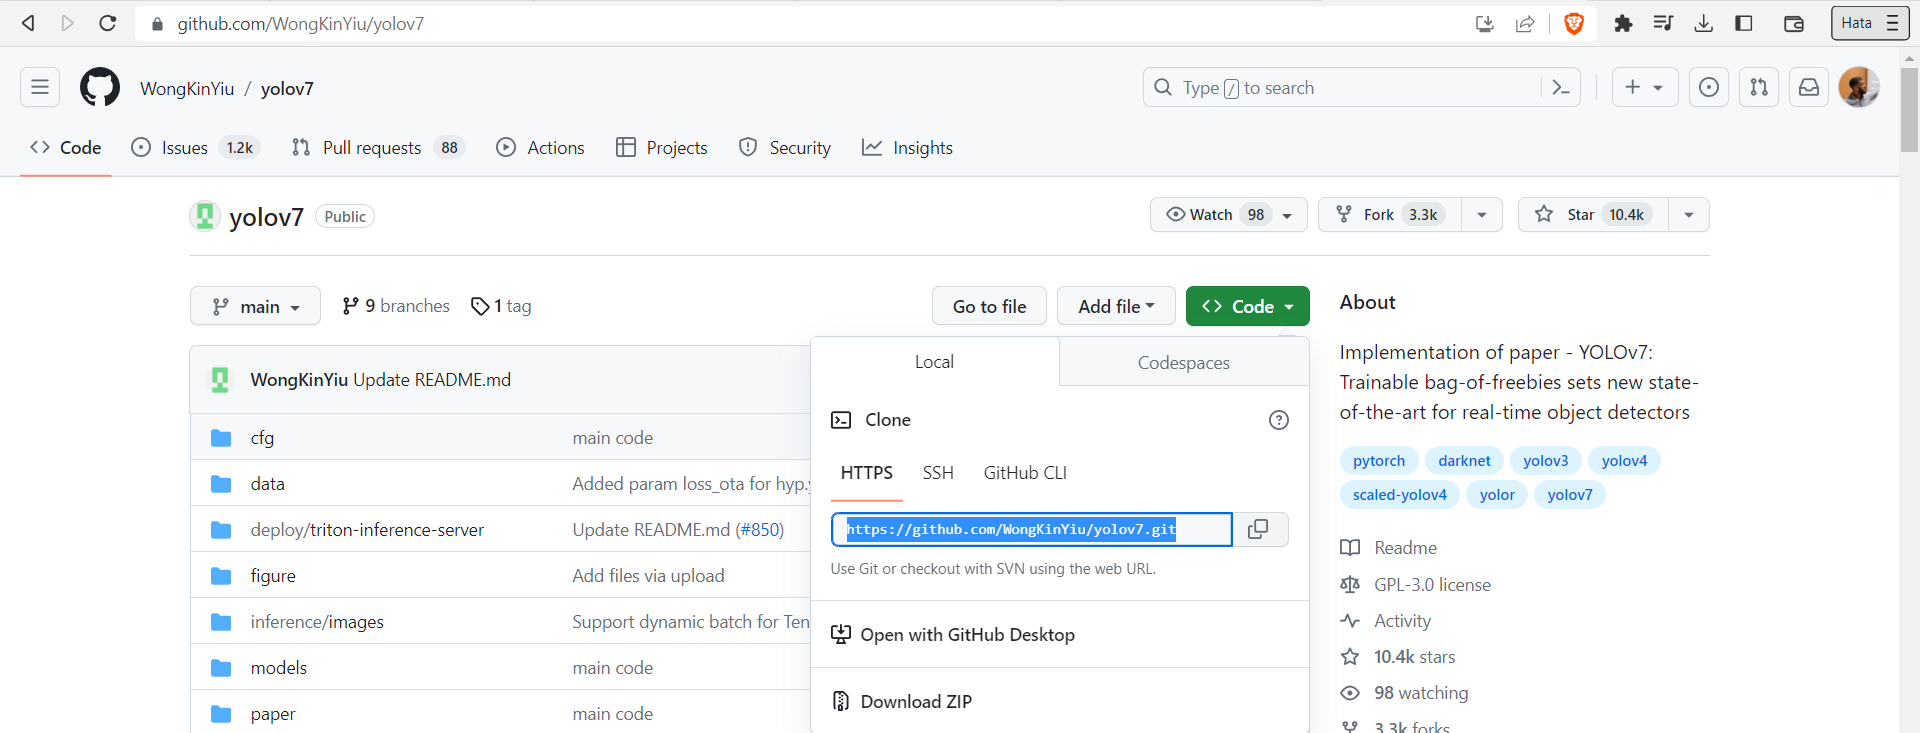 github.com/WongKinYiu/yolov7
Hata
WongKinYiu / yolov7
Type / to search
Code
Issues 1.2k
Pull requests 88
Actions
Projects
Security
Insights
yolov7 Public
Watch 98
Fork 3.3k
Star 10.4k
main
9 branches
1 tag
Go to file
Add file
Code
WongKinYiu Update README.md
cfg main code
data Added param loss_ota for hyp.y
deploy/triton-inference-server Update README.md (#850)
figure Add files via upload
inference/images Support dynamic batch for Ten
models main code
paper main code
Local
Codespaces
Clone
HTTPS
SSH
GitHub CLI
https://github.com/WongKinYiu/yolov7.git
Use Git or checkout with SVN using the web URL.
Open with GitHub Desktop
Download ZIP
About
Implementation of paper - YOLOv7:
Trainable bag-of-freebies sets new state-
of-the-art for real-time object detectors
pytorch darknet yolov3 yolov4
scaled-yolov4 yolor yolov7
Readme
GPL-3.0 license
Activity
10.4k stars
98 watching
3.3k forks